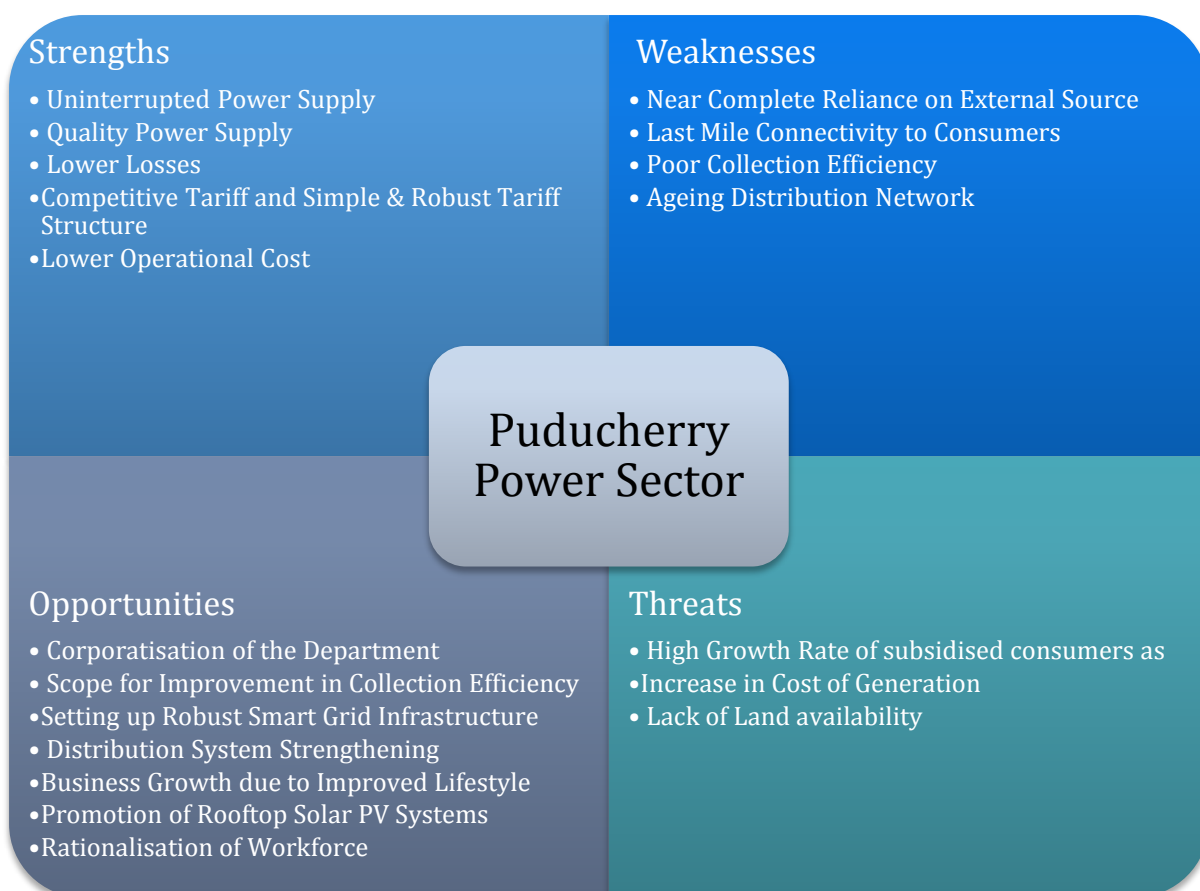 Strengths
• Uninterrupted Power Supply
• Quality Power Supply
• Lower Losses
•Competitive Tariff and Simple & Robust Tariff
Structure
•Lower Operational Cost
Weaknesses
• Near Complete Reliance on External Source
• Last Mile Connectivity to Consumers
• Poor Collection Efficiency
• Ageing Distribution Network
Puducherry
Power Sector
Opportunities
• Corporatisation of the Department
• Scope for Improvement in Collection Efficiency
•Setting up Robust Smart Grid Infrastructure
• Distribution System Strengthening
•Business Growth due to Improved Lifestyle
•Promotion of Rooftop Solar PV Systems
•Rationalisation of Workforce
Threats
• High Growth Rate of subsidised consumers as
•Increase in Cost of Generation
• Lack of Land availability